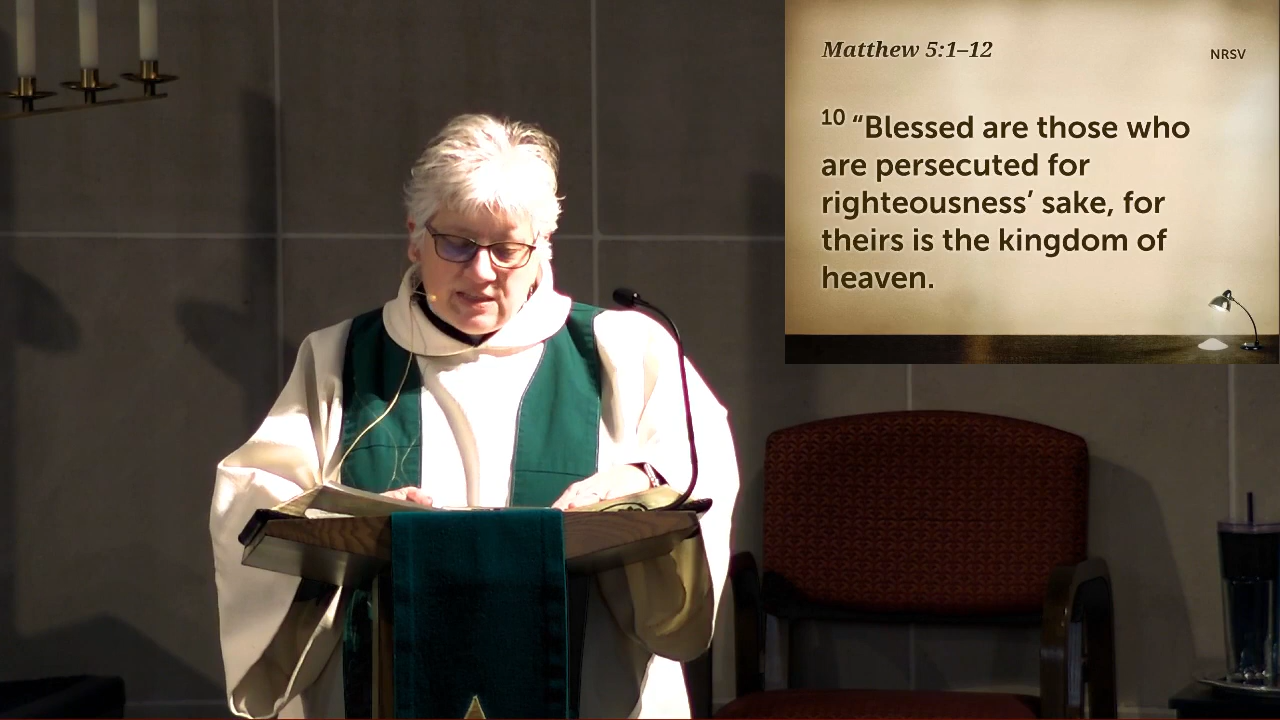 Matthew 5:1–12
NRSV
10 “Blessed are those who
are persecuted for
righteousness’ sake, for
theirs is the kingdom of
heaven.